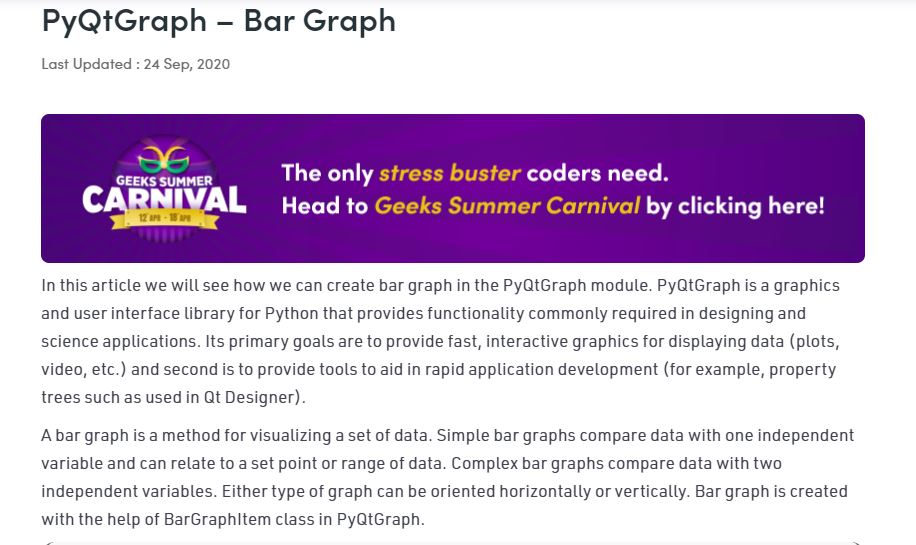 PyQtGraph – Bar Graph
Last Updated : 24 Sep, 2020
GEEKS SUMMER
CARNIVAL
12 APR - 18 APR
The only stress buster coders need.
Head to Geeks Summer Carnival by clicking here!
In this article we will see how we can create bar graph in the PyQtGraph module. PyQtGraph is a graphics
and user interface library for Python that provides functionality commonly required in designing and
science applications. Its primary goals are to provide fast, interactive graphics for displaying data (plots,
video, etc.) and second is to provide tools to aid in rapid application development (for example, property
trees such as used in Qt Designer).
A bar graph is a method for visualizing a set of data. Simple bar graphs compare data with one independent
variable and can relate to a set point or range of data. Complex bar graphs compare data with two
independent variables. Either type of graph can be oriented horizontally or vertically. Bar graph is created
with the help of BarGraphItem class in PyQtGraph.